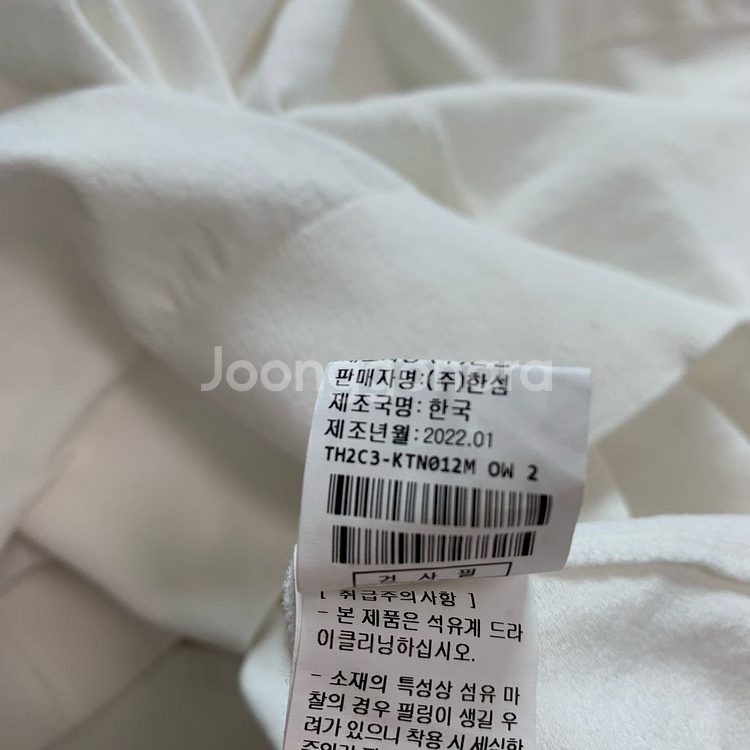 Joongna
판매자명:(주)한섬
제조국명: 한국
제조년월:2022.01
TH2C3-KTN012M OW 2
검 사 필
[ 취급주의사항 ]
- 본 제품은 석유계 드라
이클리닝하십시오.
- 소재의 특성상 섬유 마
찰의 경우 필링이 생길 우
려가 있으니 착용 시 세심한